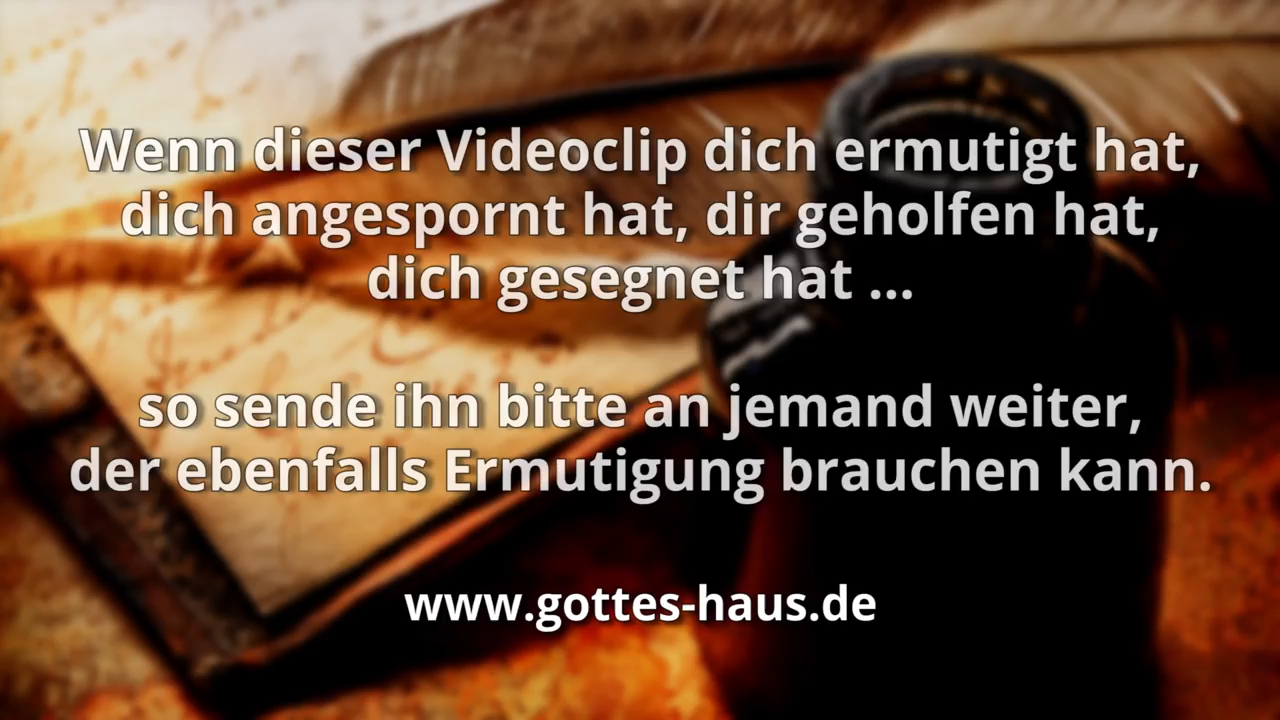 Wenn dieser Videoclip dich ermutigt hat,
dich angespornt hat, dir geholfen hat,
dich gesegnet hat ...
so sende ihn bitte an jemand weiter,
der ebenfalls Ermutigung brauchen kann.
www.gottes-haus.de